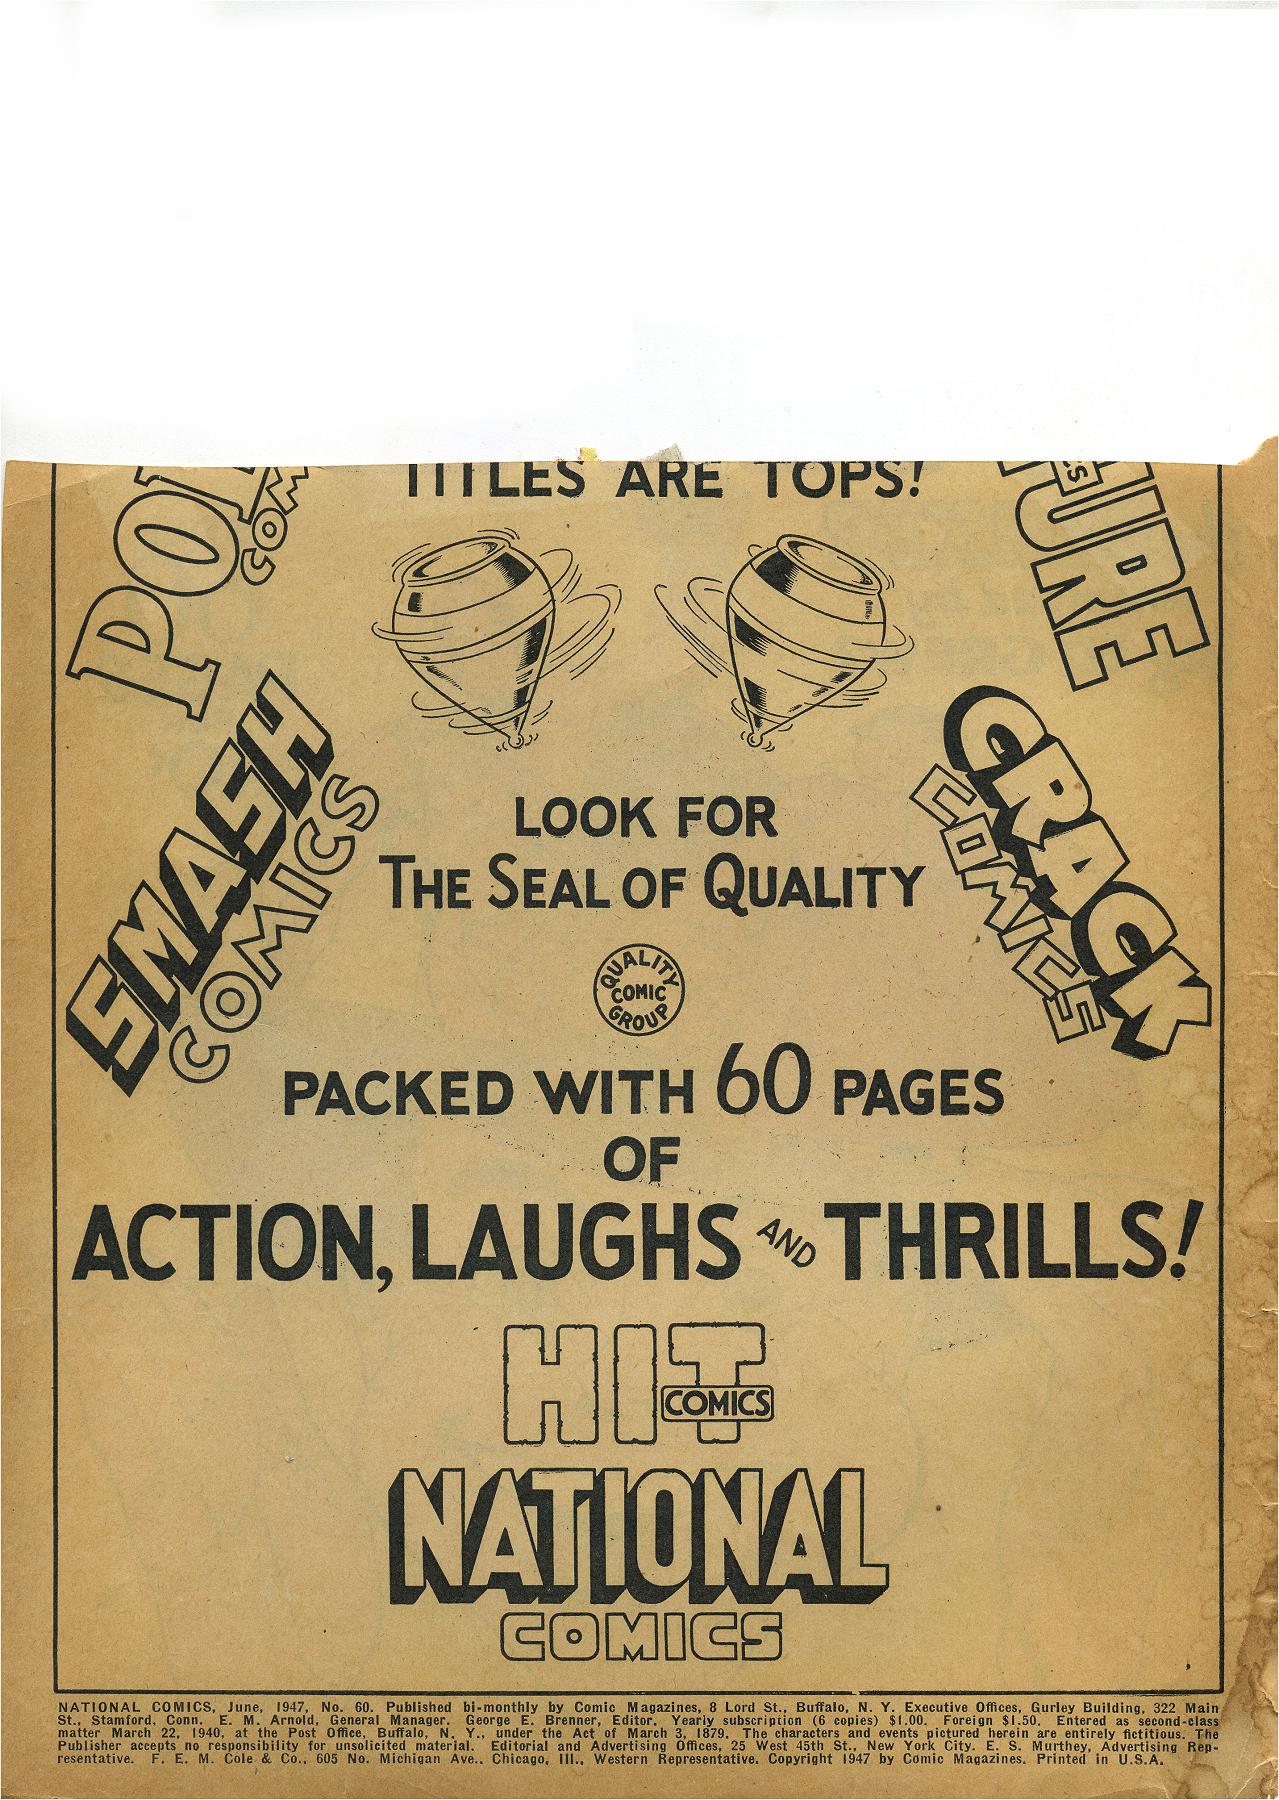 TITLES ARE TOPS!
COM
URE
LOOK FOR
THE SEAL OF QUALITY
SMASH
COMICS
CRACK
COMICS
QUALITY
COMIC
GROUP
PACKED WITH 60 PAGES
OF
ACTION, LAUGHS AND THRILLS!
HIT
COMICS
NATIONAL
COMICS
NATIONAL COMICS, June, 1947, No. 60. Published bi-monthly by Comic Magazines, 8 Lord St., Buffalo, N. Y. Executive Offices, Gurley Building, 322 Main
St., Stamford, Conn. E. M. Arnold, General Manager. George E. Brenner, Editor. Yearly subscription (6 copies) $1.00. Foreign $1.50. Entered as second-class
matter March 22, 1940, at the Post Office, Buffalo, N. Y., under the Act of March 3, 1879. The characters and events pictured herein are entirely fictitious. The
Publisher accepts no responsibility for unsolicited material. Editorial and Advertising Offices, 25 West 45th St., New York City. E. S. Murthey, Advertising Rep-
resentative. F. E. M. Cole & Co., 605 No. Michigan Ave., Chicago, Ill., Western Representative. Copyright 1947 by Comic Magazines. Printed in U.S.A.